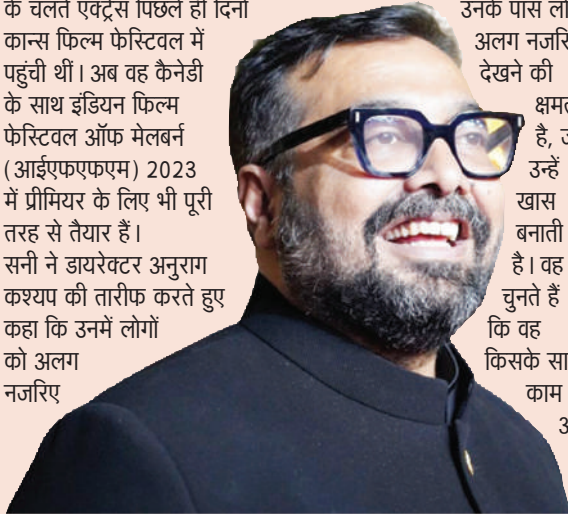 के चलते एक्ट्रेस पिछले ही दिनों
कान्स फिल्म फेस्टिवल में
पहुंची थीं। अब वह कैनेडी
के साथ इंडियन फिल्म
फेस्टिवल ऑफ मेलबर्न
(आईएफएफएम) 2023
में प्रीमियर के लिए भी पूरी
तरह से तैयार हैं।
सनी ने डायरेक्टर अनुराग
कश्यप की तारीफ करते हुए
कहा कि उनमें लोगों
को अलग
नजरिए
उनके पास
अलग
देखने की
है,
उन्हें
खास
बनाती
है। वह
चुनते हैं
कि वह
किसके
काम